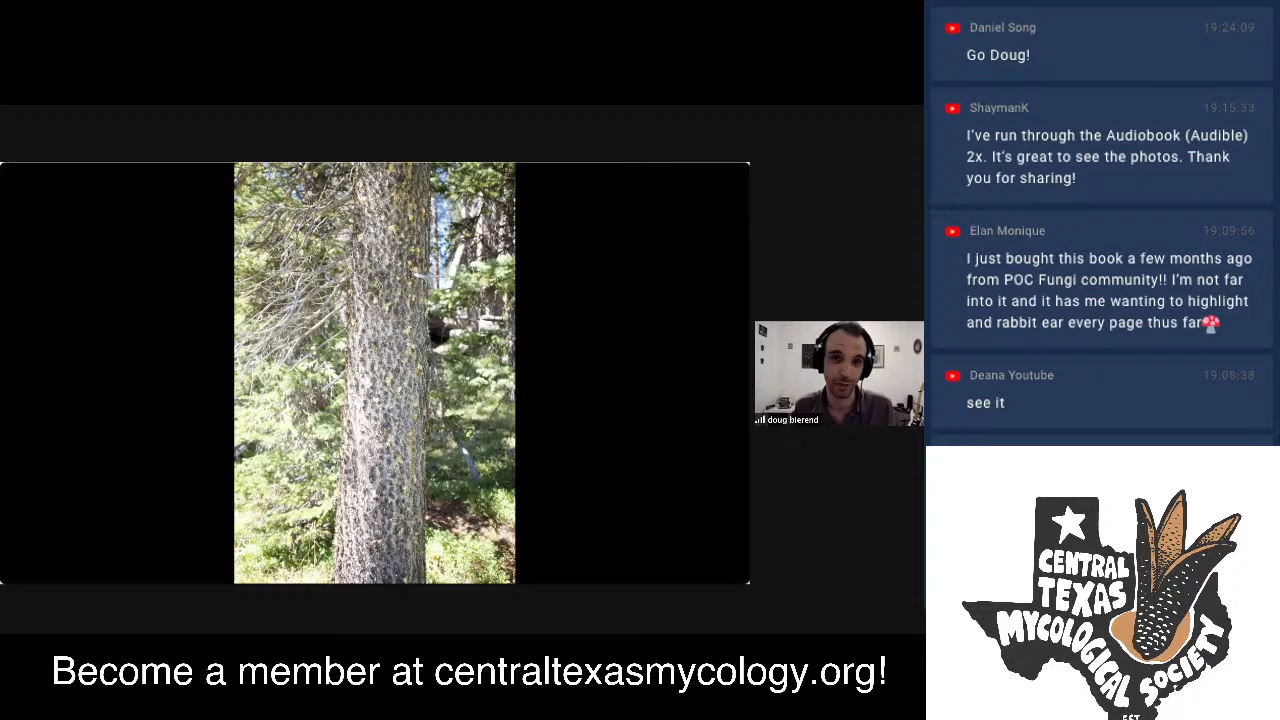 doug bierend
Become a member at centraltexasmycology.org!
Daniel Song 19:24:09
Go Doug!
ShaymanK 19:15:33
I've run through the Audiobook (Audible)
2x. It's great to see the photos. Thank
you for sharing!
Elan Monique 19:09:56
I just bought this book a few months ago
from POC Fungi community!! I'm not far
into it and it has me wanting to highlight
and rabbit ear every page thus far🍄
Deana Youtube 19:08:38
see it
CENTRAL
TEXAS
MYCOLOGICAL
SOCIETY
EST